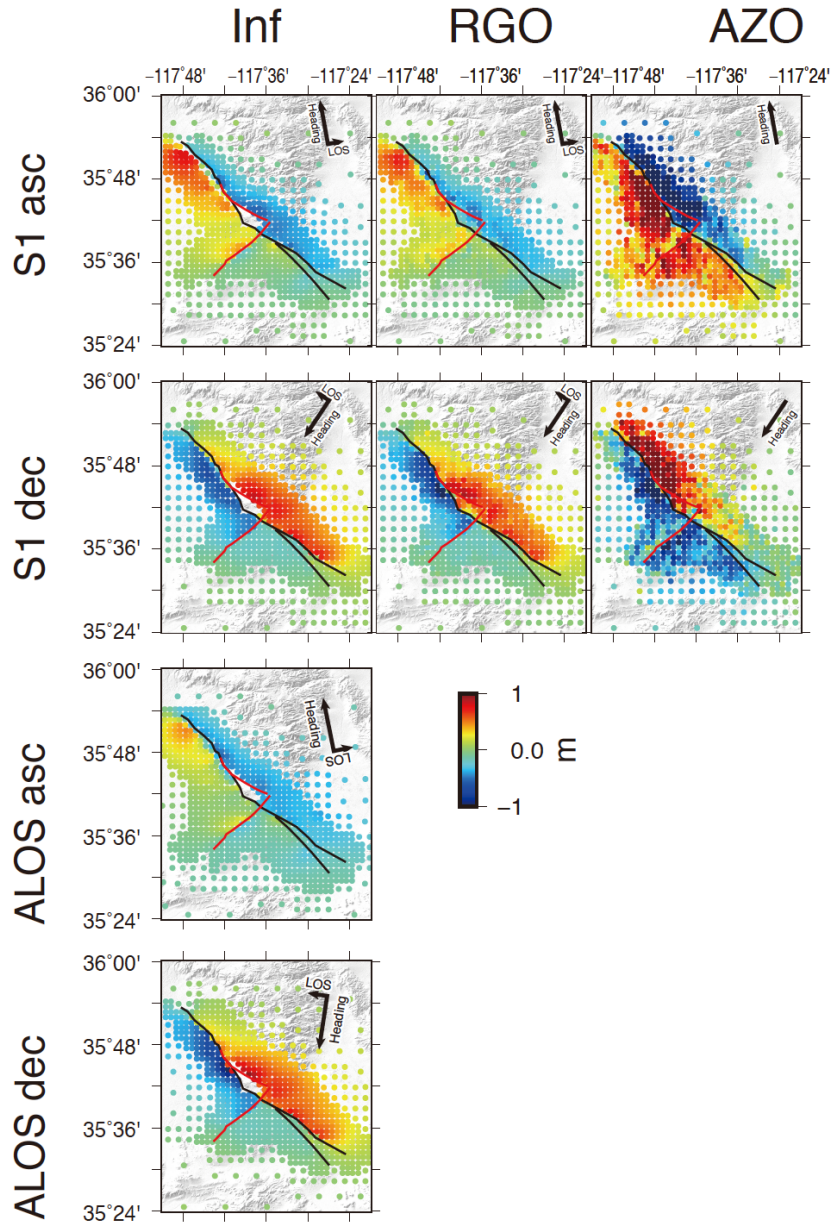 Inf RGO AZO
−117°48' −117°36' −117°24' −117°48' −117°36' −117°24' −117°48' −117°36' −117°24'
S1 asc
36°00'
35°48'
35°36'
35°24'
Heading
LOS
Heading
LOS
Heading
S1 dec
36°00'
35°48'
35°36'
35°24'
LOS
Heading
LOS
Heading
Heading
ALOS asc
36°00'
35°48'
35°36'
35°24'
Heading
LOS
1
0.0
−1
m
ALOS dec
36°00'
35°48'
35°36'
35°24'
LOS
Heading